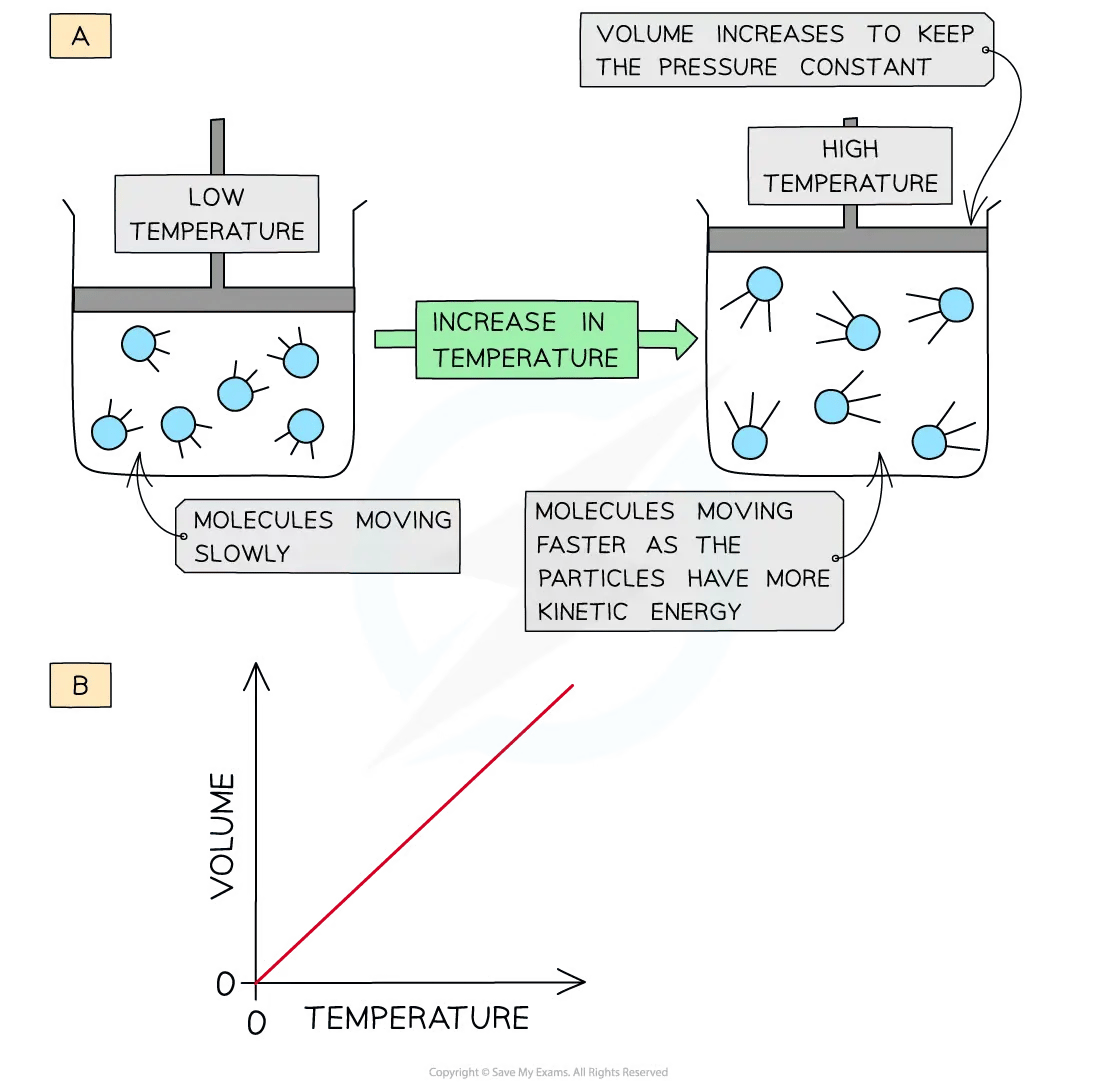 A
VOLUME INCREASES TO KEEP
THE PRESSURE CONSTANT
LOW
TEMPERATURE
HIGH
TEMPERATURE
INCREASE IN
TEMPERATURE
MOLECULES MOVING
SLOWLY
MOLECULES MOVING
FASTER AS THE
PARTICLES HAVE MORE
KINETIC ENERGY
B
VOLUME
0
0
TEMPERATURE
Copyright © Save My Exams. All Rights Reserved